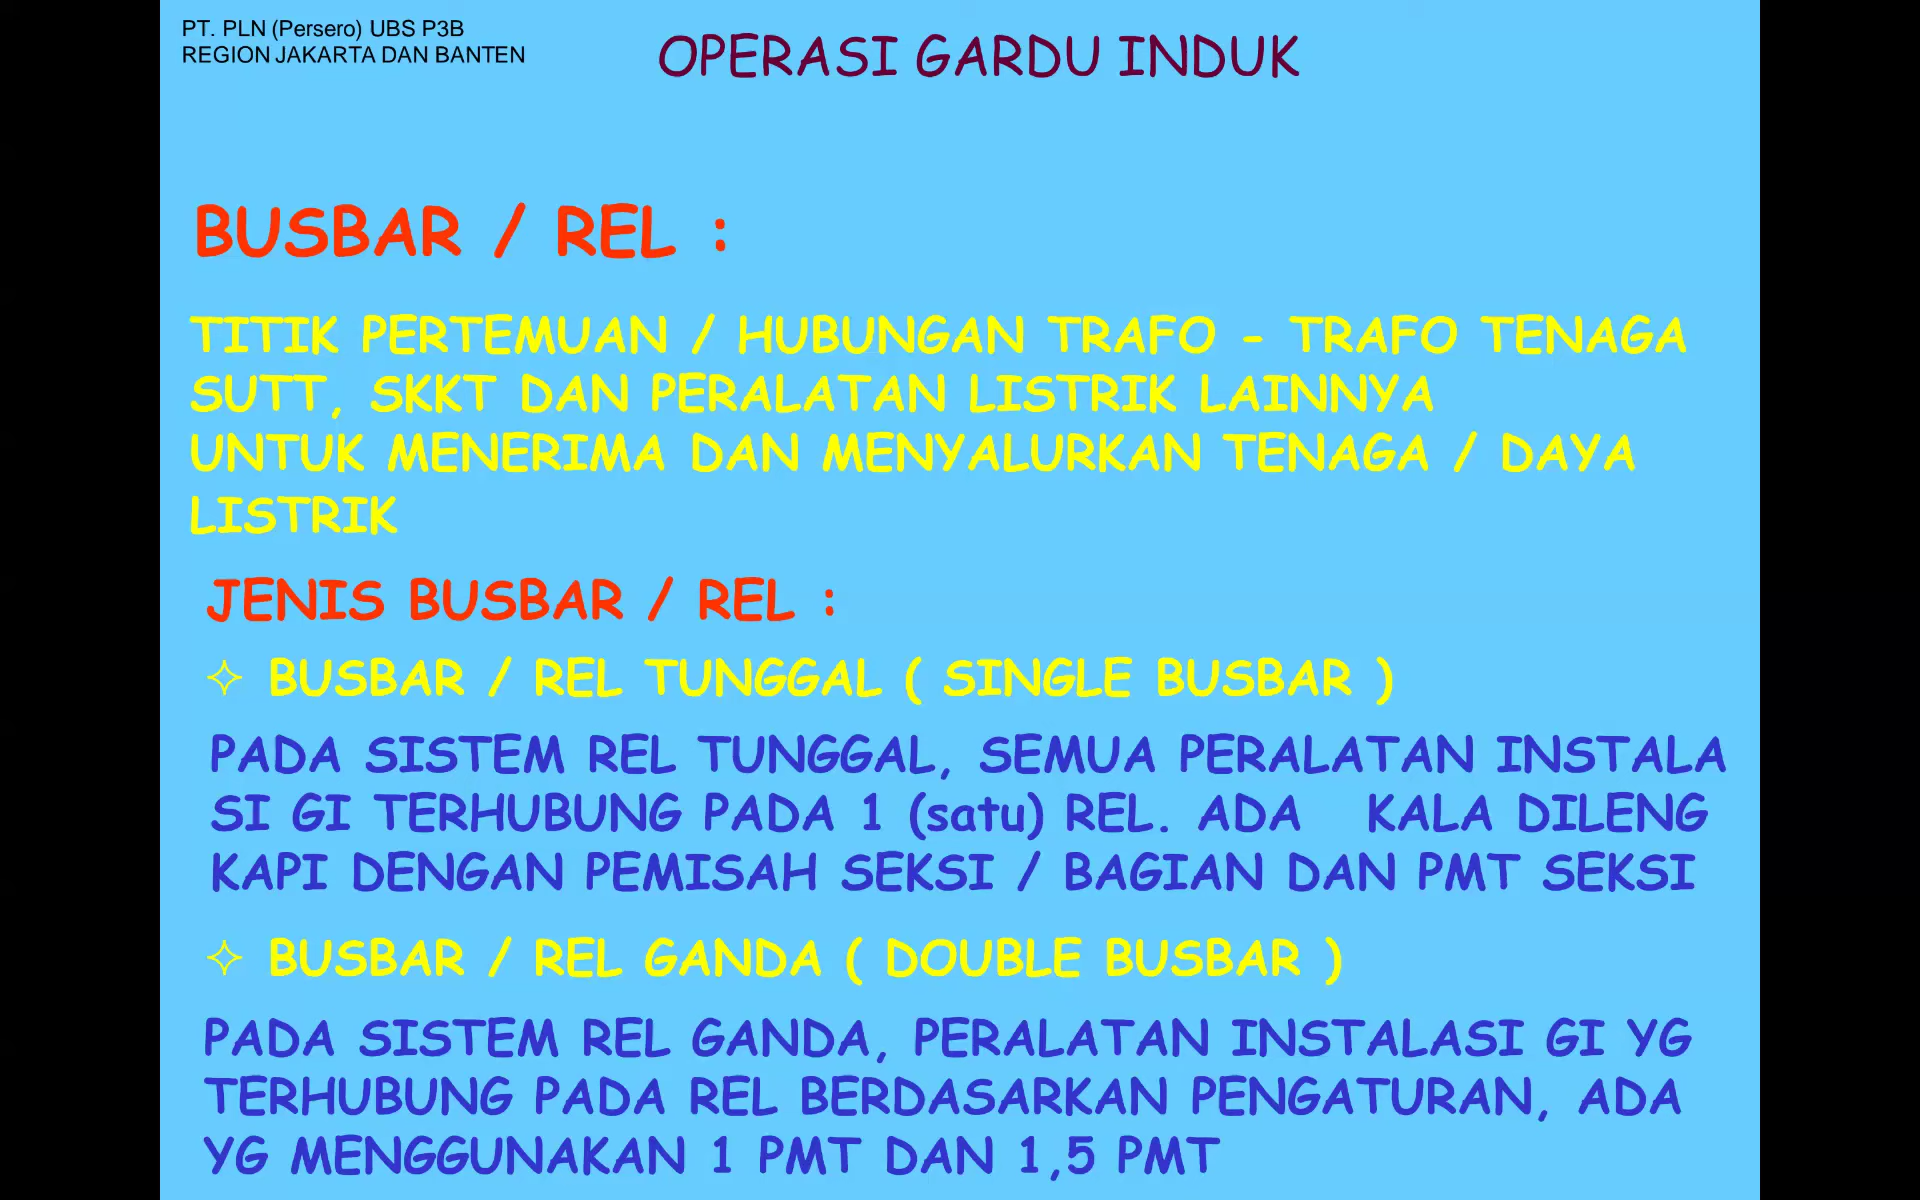 PT. PLN (Persero) UBS P3B
REGION JAKARTA DAN BANTEN
OPERASI GARDU INDUK
BUSBAR / REL :
TITIK PERTEMUAN / HUBUNGAN TRAFO - TRAFO TENAGA
SUTT, SKKT DAN PERALATAN LISTRIK LAINNYA
UNTUK MENERIMA DAN MENYALURKAN TENAGA / DAYA
LISTRIK
JENIS BUSBAR / REL :
✧ BUSBAR / REL TUNGGAL ( SINGLE BUSBAR )
PADA SISTEM REL TUNGGAL, SEMUA PERALATAN INSTALA
SI GI TERHUBUNG PADA 1 (satu) REL. ADA KALA DILENG
KAPI DENGAN PEMISAH SEKSI / BAGIAN DAN PMT SEKSI
✧ BUSBAR / REL GANDA ( DOUBLE BUSBAR )
PADA SISTEM REL GANDA, PERALATAN INSTALASI GI YG
TERHUBUNG PADA REL BERDASARKAN PENGATURAN, ADA
YG MENGGUNAKAN 1 PMT DAN 1,5 PMT